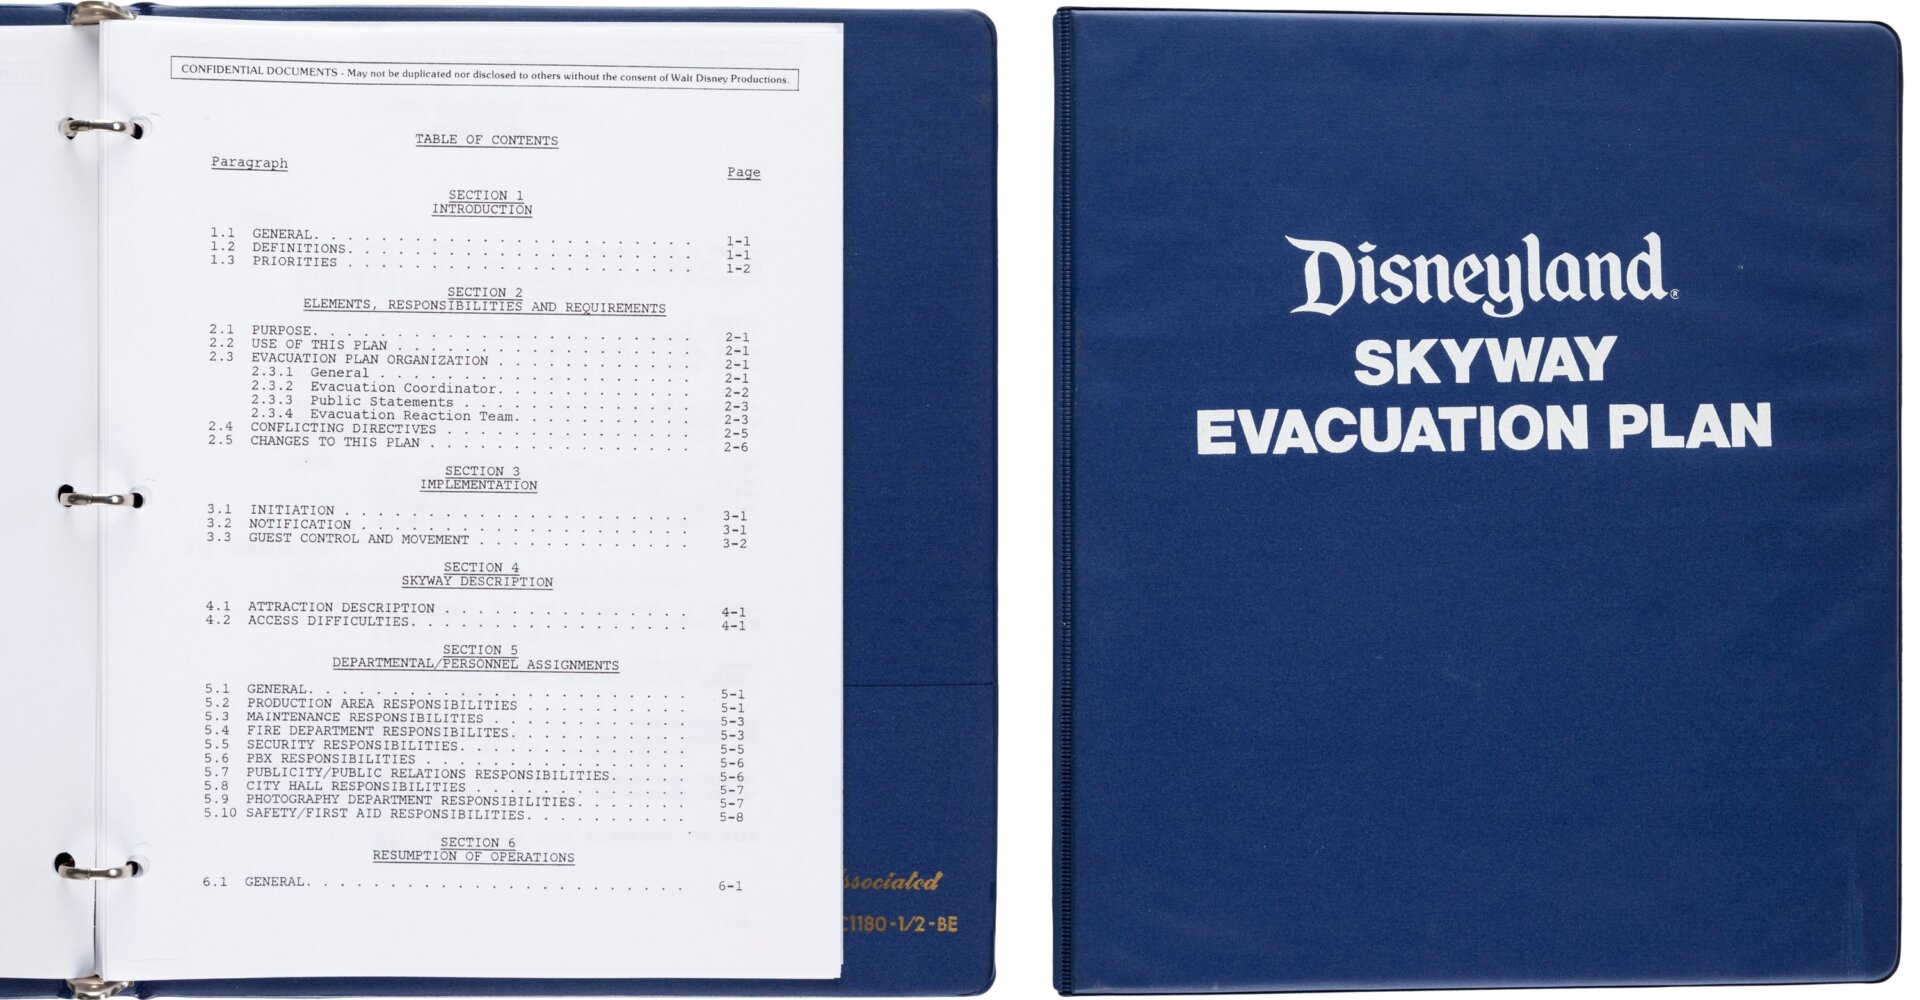 CONFIDENTIAL DOCUMENTS - May not be duplicated nor disclosed to others without the consent of Walt Disney Productions.
TABLE OF CONTENTS
Paragraph Page
SECTION 1
INTRODUCTION
1.1 GENERAL. . . . . . . . . . . . . . . . . . . . . . . 1-1
1.2 DEFINITIONS. . . . . . . . . . . . . . . . . . . . . 1-1
1.3 PRIORITIES . . . . . . . . . . . . . . . . . . . . . 1-2
SECTION 2
ELEMENTS, RESPONSIBILITIES AND REQUIREMENTS
2.1 PURPOSE. . . . . . . . . . . . . . . . . . . . . . . 2-1
2.2 USE OF THIS PLAN . . . . . . . . . . . . . . . . . . 2-1
2.3 EVACUATION PLAN ORGANIZATION . . . . . . . . . . . . 2-1
2.3.1 General . . . . . . . . . . . . . . . . . . . 2-1
2.3.2 Evacuation Coordinator. . . . . . . . . . . . 2-2
2.3.3 Public Statements . . . . . . . . . . . . . . 2-3
2.3.4 Evacuation Reaction Team. . . . . . . . . . . 2-3
2.4 CONFLICTING DIRECTIVES . . . . . . . . . . . . . . . 2-5
2.5 CHANGES TO THIS PLAN . . . . . . . . . . . . . . . . 2-6
SECTION 3
IMPLEMENTATION
3.1 INITIATION . . . . . . . . . . . . . . . . . . . . . 3-1
3.2 NOTIFICATION . . . . . . . . . . . . . . . . . . . . 3-1
3.3 GUEST CONTROL AND MOVEMENT . . . . . . . . . . . . . 3-2
SECTION 4
SKYWAY DESCRIPTION
4.1 ATTRACTION DESCRIPTION . . . . . . . . . . . . . . . 4-1
4.2 ACCESS DIFFICULTIES. . . . . . . . . . . . . . . . . 4-1
SECTION 5
DEPARTMENTAL/PERSONNEL ASSIGNMENTS
5.1 GENERAL. . . . . . . . . . . . . . . . . . . . . . . 5-1
5.2 PRODUCTION AREA RESPONSIBILITIES . . . . . . . . . . 5-1
5.3 MAINTENANCE RESPONSIBILITIES . . . . . . . . . . . . 5-3
5.4 FIRE DEPARTMENT RESPONSIBILITES. . . . . . . . . . . 5-3
5.5 SECURITY RESPONSIBILITIES. . . . . . . . . . . . . . 5-5
5.6 PBX RESPONSIBILITIES . . . . . . . . . . . . . . . . 5-6
5.7 PUBLICITY/PUBLIC RELATIONS RESPONSIBILITIES. . . . . 5-6
5.8 CITY HALL RESPONSIBILITIES . . . . . . . . . . . . . 5-7
5.9 PHOTOGRAPHY DEPARTMENT RESPONSIBILITIES. . . . . . . 5-7
5.10 SAFETY/FIRST AID RESPONSIBILITIES. . . . . . . . . . 5-8
SECTION 6
RESUMPTION OF OPERATIONS
6.1 GENERAL. . . . . . . . . . . . . . . . . . . . . . . 6-1
1180-1/2-BE
Disneyland®
SKYWAY
EVACUATION PLAN